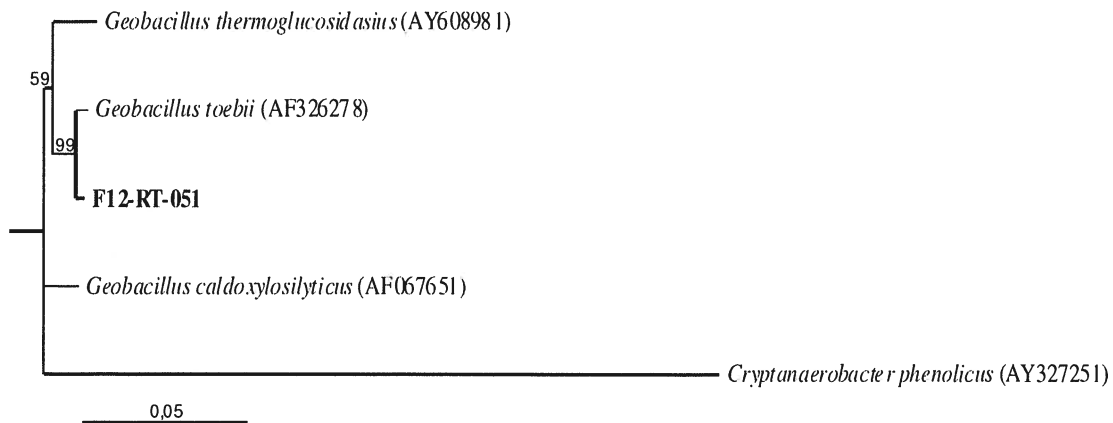 Geobacillus thermoglucosidasius (AY608981)
59
Geobacillus toebii (AF326278)
99
F12-RT-051
Geobacillus caldoxylosilyticus (AF067651)
Cryptanaerobacter phenolicus (AY327251)
0,05